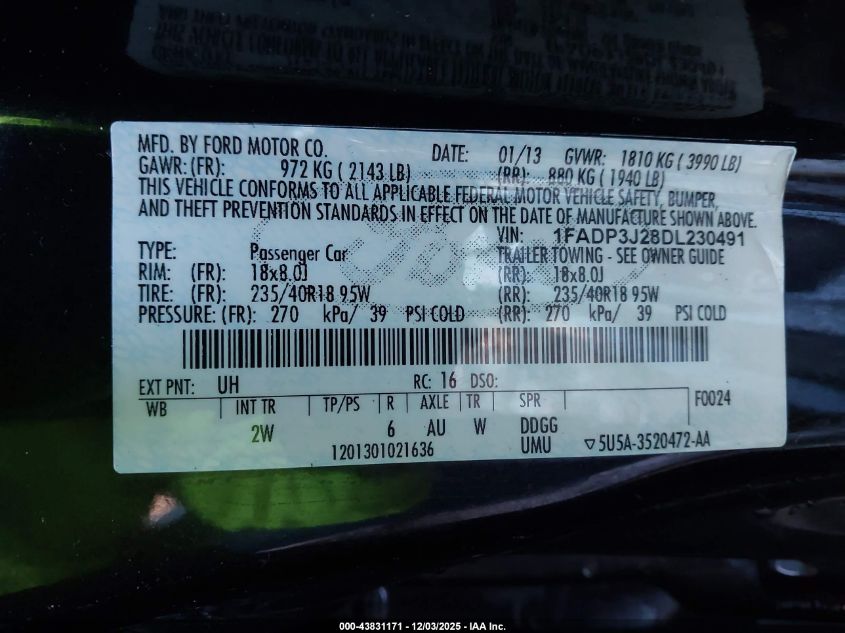 MFD. BY FORD MOTOR CO. DATE: 01/13 GVWR: 1810 KG ( 3990 LB)
GAWR: (FR): 972 KG ( 2143 LB) (RR): 880 KG ( 1940 LB)
THIS VEHICLE CONFORMS TO ALL APPLICABLE FEDERAL MOTOR VEHICLE SAFETY, BUMPER,
AND THEFT PREVENTION STANDARDS IN EFFECT ON THE DATE OF MANUFACTURE SHOWN ABOVE.
VIN: 1FADP3J28DL230491
TYPE: Passenger Car TRAILER TOWING - SEE OWNER GUIDE
RIM: (FR): 18x8.0J (RR): 18x8.0J
TIRE: (FR): 235/40R18 95W (RR): 235/40R18 95W
PRESSURE: (FR): 270 kPa/ 39 PSI COLD (RR): 270 kPa/ 39 PSI COLD
EXT PNT: UH RC: 16 DSO:
WB INT TR TP/PS R AXLE TR SPR F0024
2W 6 AU W DDGG
1201301021636 UMU ▽5U5A-3520472-AA
000-43831171 - 12/03/2025 - IAA Inc.